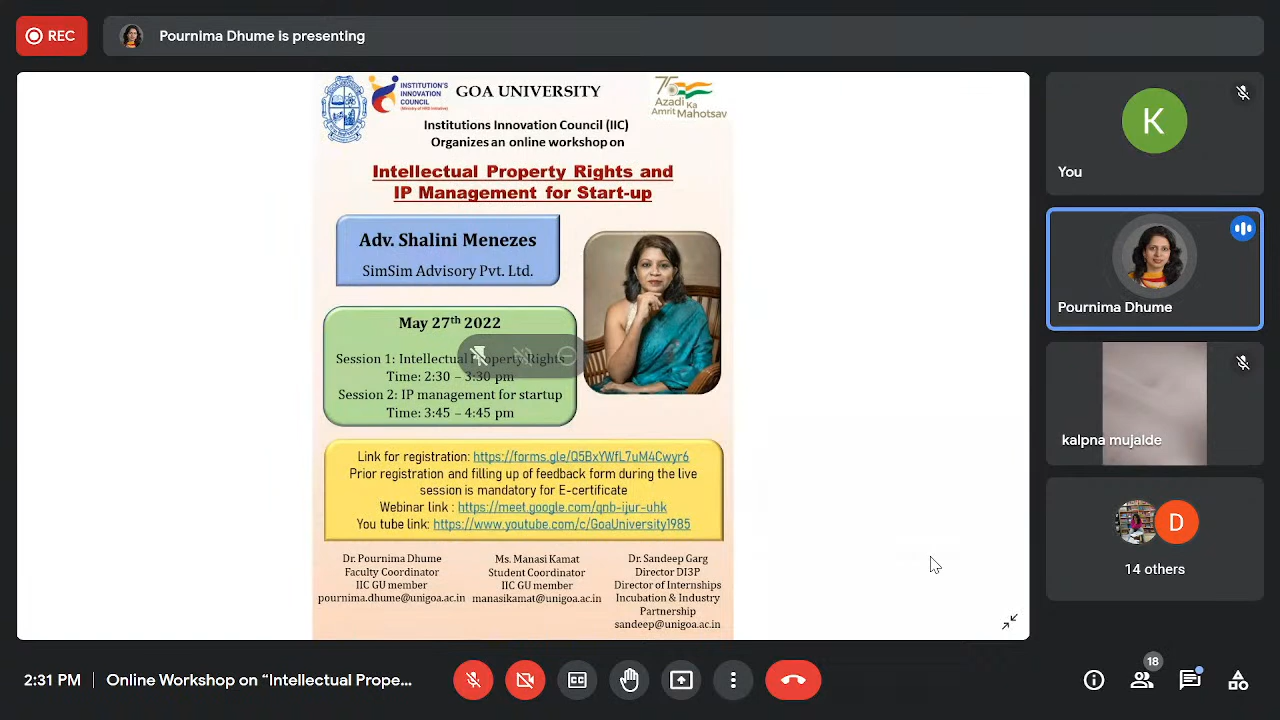 REC
Pournima Dhume is presenting
INSTITUTION'S
INNOVATION
COUNCIL
GOA UNIVERSITY
75
Azadi
Ka
Amrit
Mahotsav
Institutions Innovation Council (IIC)
Organizes an online workshop on
Intellectual Property Rights and
IP Management for Start-up
Adv. Shalini Menezes
SimSim Advisory Pvt. Ltd.
May 27th 2022
Session 1: Intellectual Property Rights
Time: 2:30 – 3:30 pm
Session 2: IP management for startup
Time: 3:45 – 4:45 pm
Link for registration: https://forms.gle/Q5BxYWfL7uM4Cwyr6
Prior registration and filling up of feedback form during the live
session is mandatory for E-certificate
Webinar link : https://meet.google.com/qnb-ijur-uhk
You tube link: https://www.youtube.com/c/GoaUniversity1985
Dr. Pournima Dhume
Faculty Coordinator
IIC GU member
pournima.dhume@unigoa.ac.in
Ms. Manasi Kamat
Student Coordinator
IIC GU member
manasikamat@unigoa.ac.in
Dr. Sandeep Garg
Director DI3P
Director of Internships
Incubation & Industry
Partnership
sandeep@unigoa.ac.in
K
You
Pournima Dhume
kalpna mujalde
D
14 others
2:31 PM
Online Workshop on “Intellectual Prope...
18